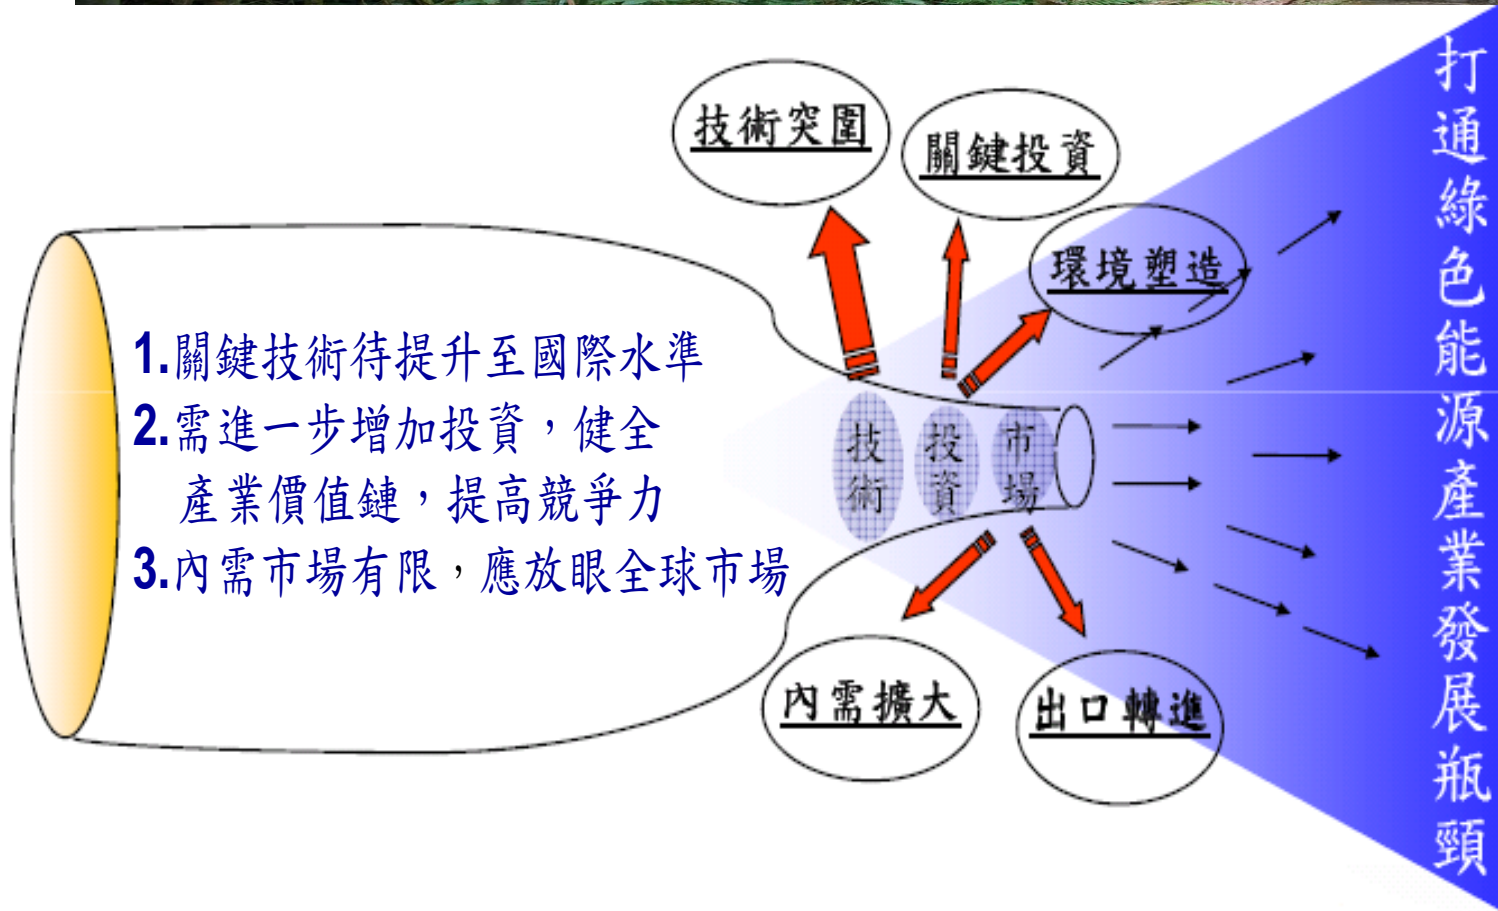 技術突圍
關鍵投資
環境塑造
1.關鍵技術待提升至國際水準
2.需進一步增加投資，健全
產業價值鏈，提高競爭力
3.內需市場有限，應放眼全球市場
技術
投資
市場
內需擴大
出口轉進
打通綠色能源產業發展瓶頸